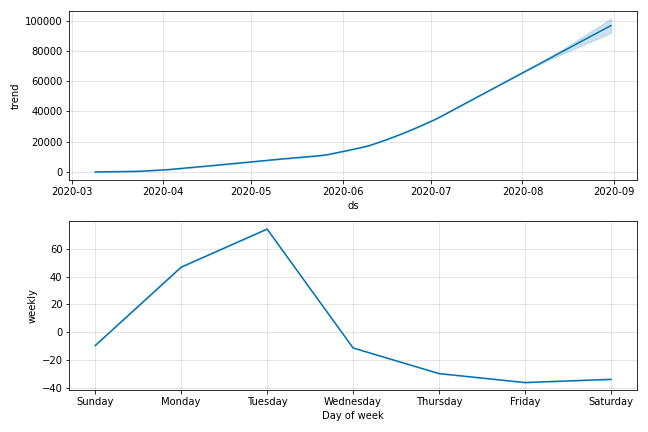 100000
80000
60000
40000
20000
0
trend
2020-03 2020-04 2020-05 2020-06 2020-07 2020-08 2020-09
ds
60
40
20
0
−20
−40
weekly
Sunday Monday Tuesday Wednesday Thursday Friday Saturday
Day of week